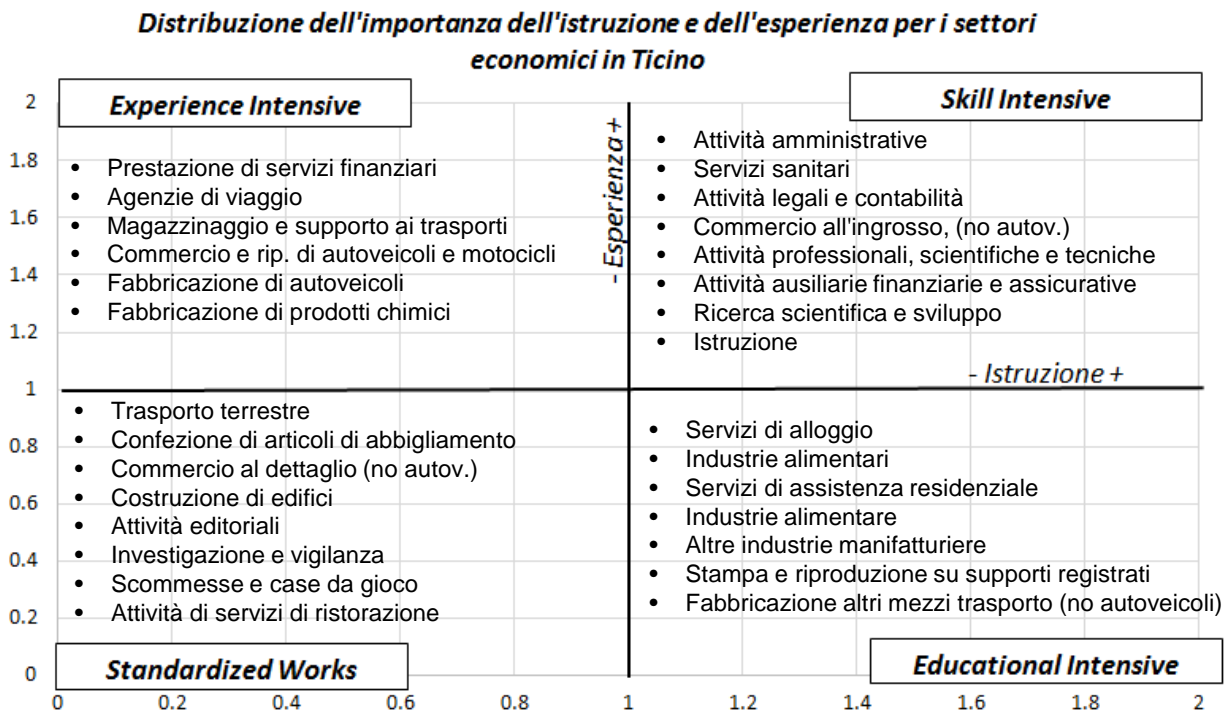 Distribuzione dell'importanza dell'istruzione e dell'esperienza per i settori
economici in Ticino
Experience Intensive
Skill Intensive
2
1.8
1.6
1.4
1.2
1
0.8
0.6
0.4
0.2
0
• Prestazione di servizi finanziari
• Agenzie di viaggio
• Magazzinaggio e supporto ai trasporti
• Commercio e rip. di autoveicoli e motocicli
• Fabbricazione di autoveicoli
• Fabbricazione di prodotti chimici
- Esperienza +
• Attività amministrative
• Servizi sanitari
• Attività legali e contabilità
• Commercio all'ingrosso, (no autov.)
• Attività professionali, scientifiche e tecniche
• Attività ausiliarie finanziarie e assicurative
• Ricerca scientifica e sviluppo
• Istruzione
- Istruzione +
• Trasporto terrestre
• Confezione di articoli di abbigliamento
• Commercio al dettaglio (no autov.)
• Costruzione di edifici
• Attività editoriali
• Investigazione e vigilanza
• Scommesse e case da gioco
• Attività di servizi di ristorazione
• Servizi di alloggio
• Industrie alimentari
• Servizi di assistenza residenziale
• Industrie alimentare
• Altre industrie manifatturiere
• Stampa e riproduzione su supporti registrati
• Fabbricazione altri mezzi trasporto (no autoveicoli)
Standardized Works
Educational Intensive
0 0.2 0.4 0.6 0.8 1 1.2 1.4 1.6 1.8 2